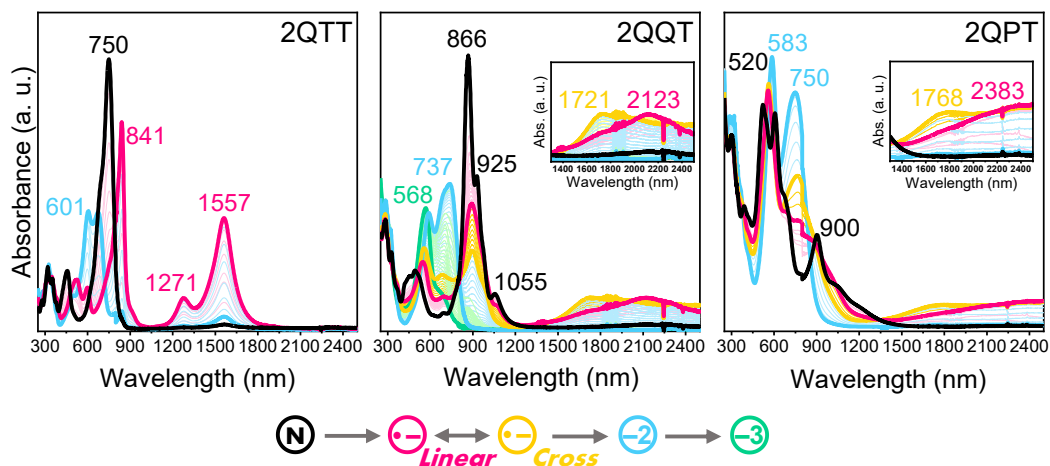 Absorbance (a. u.)
2QTT
750
841
601
1557
1271
300 600 900 1200 1500 1800 2100 2400
Wavelength (nm)
2QQT
866
925
737
568
1055
300 600 900 1200 1500 1800 2100 2400
Wavelength (nm)
Abs. (a. u.)
1721
2123
1400 1600 1800 2000 2200 2400
Wavelength (nm)
2QPT
520
583
750
900
300 600 900 1200 1500 1800 2100 2400
Wavelength (nm)
Abs. (a. u.)
1768
2383
1400 1600 1800 2000 2200 2400
Wavelength (nm)
N •– •– –2 –3
Linear Cross